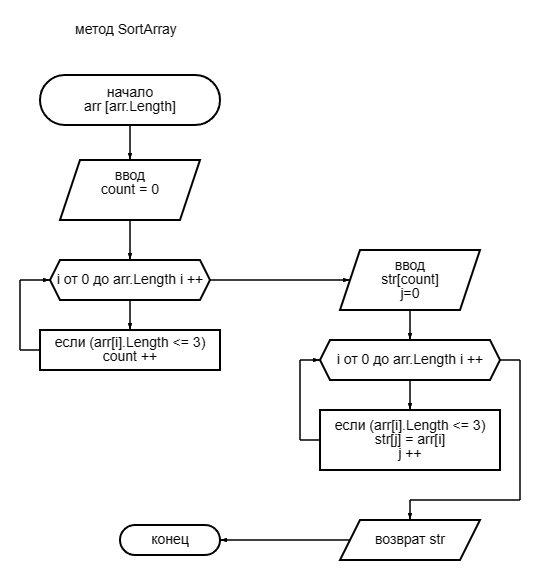 метод SortArray
начало
arr [arr.Length]
ввод
count = 0
i от 0 до arr.Length i ++
если (arr[i].Length <= 3)
count ++
ввод
str[count]
j=0
i от 0 до arr.Length i ++
если (arr[i].Length <= 3)
str[j] = arr[i]
j ++
возврат str
конец